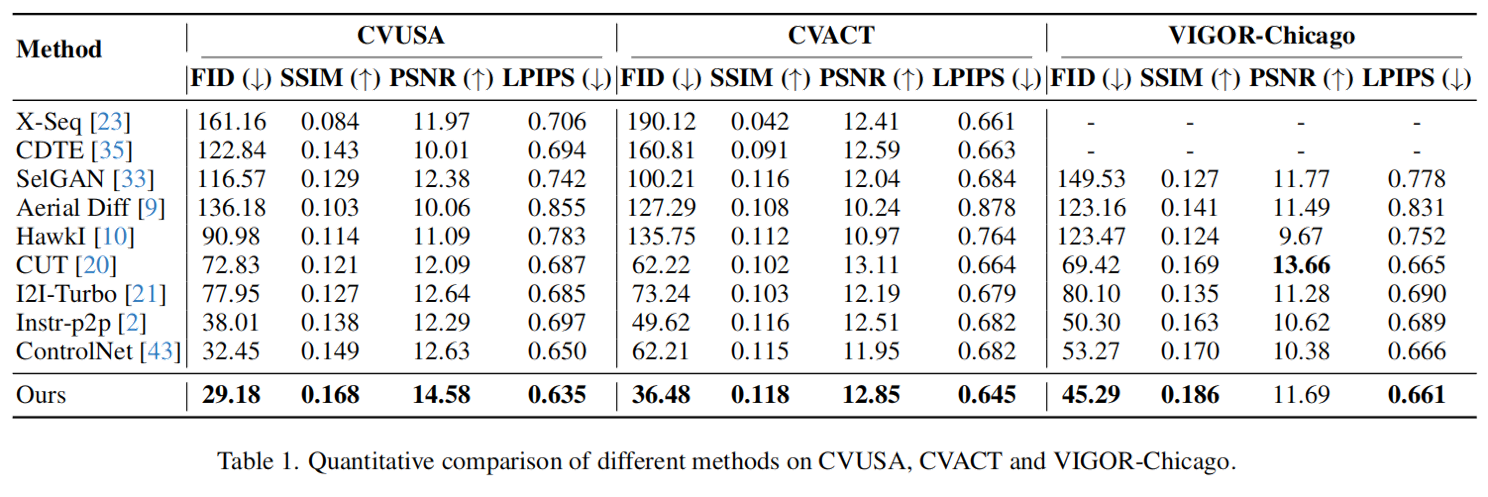 Method CVUSA CVACT VIGOR-Chicago
FID (↓) SSIM (↑) PSNR (↑) LPIPS (↓) FID (↓) SSIM (↑) PSNR (↑) LPIPS (↓) FID (↓) SSIM (↑) PSNR (↑) LPIPS (↓)
X-Seq [23] 161.16 0.084 11.97 0.706 190.12 0.042 12.41 0.661 - - - -
CDTE [35] 122.84 0.143 10.01 0.694 160.81 0.091 12.59 0.663 - - - -
SelGAN [33] 116.57 0.129 12.38 0.742 100.21 0.116 12.04 0.684 149.53 0.127 11.77 0.778
Aerial Diff [9] 136.18 0.103 10.06 0.855 127.29 0.108 10.24 0.878 123.16 0.141 11.49 0.831
HawkI [10] 90.98 0.114 11.09 0.783 135.75 0.112 10.97 0.764 123.47 0.124 9.67 0.752
CUT [20] 72.83 0.121 12.09 0.687 62.22 0.102 13.11 0.664 69.42 0.169 13.66 0.665
I2I-Turbo [21] 77.95 0.127 12.64 0.685 73.24 0.103 12.19 0.679 80.10 0.135 11.28 0.690
Instr-p2p [2] 38.01 0.138 12.29 0.697 49.62 0.116 12.51 0.682 50.30 0.163 10.62 0.689
ControlNet [43] 32.45 0.149 12.63 0.650 62.21 0.115 11.95 0.682 53.27 0.170 10.38 0.666
Ours 29.18 0.168 14.58 0.635 36.48 0.118 12.85 0.645 45.29 0.186 11.69 0.661
Table 1. Quantitative comparison of different methods on CVUSA, CVACT and VIGOR-Chicago.